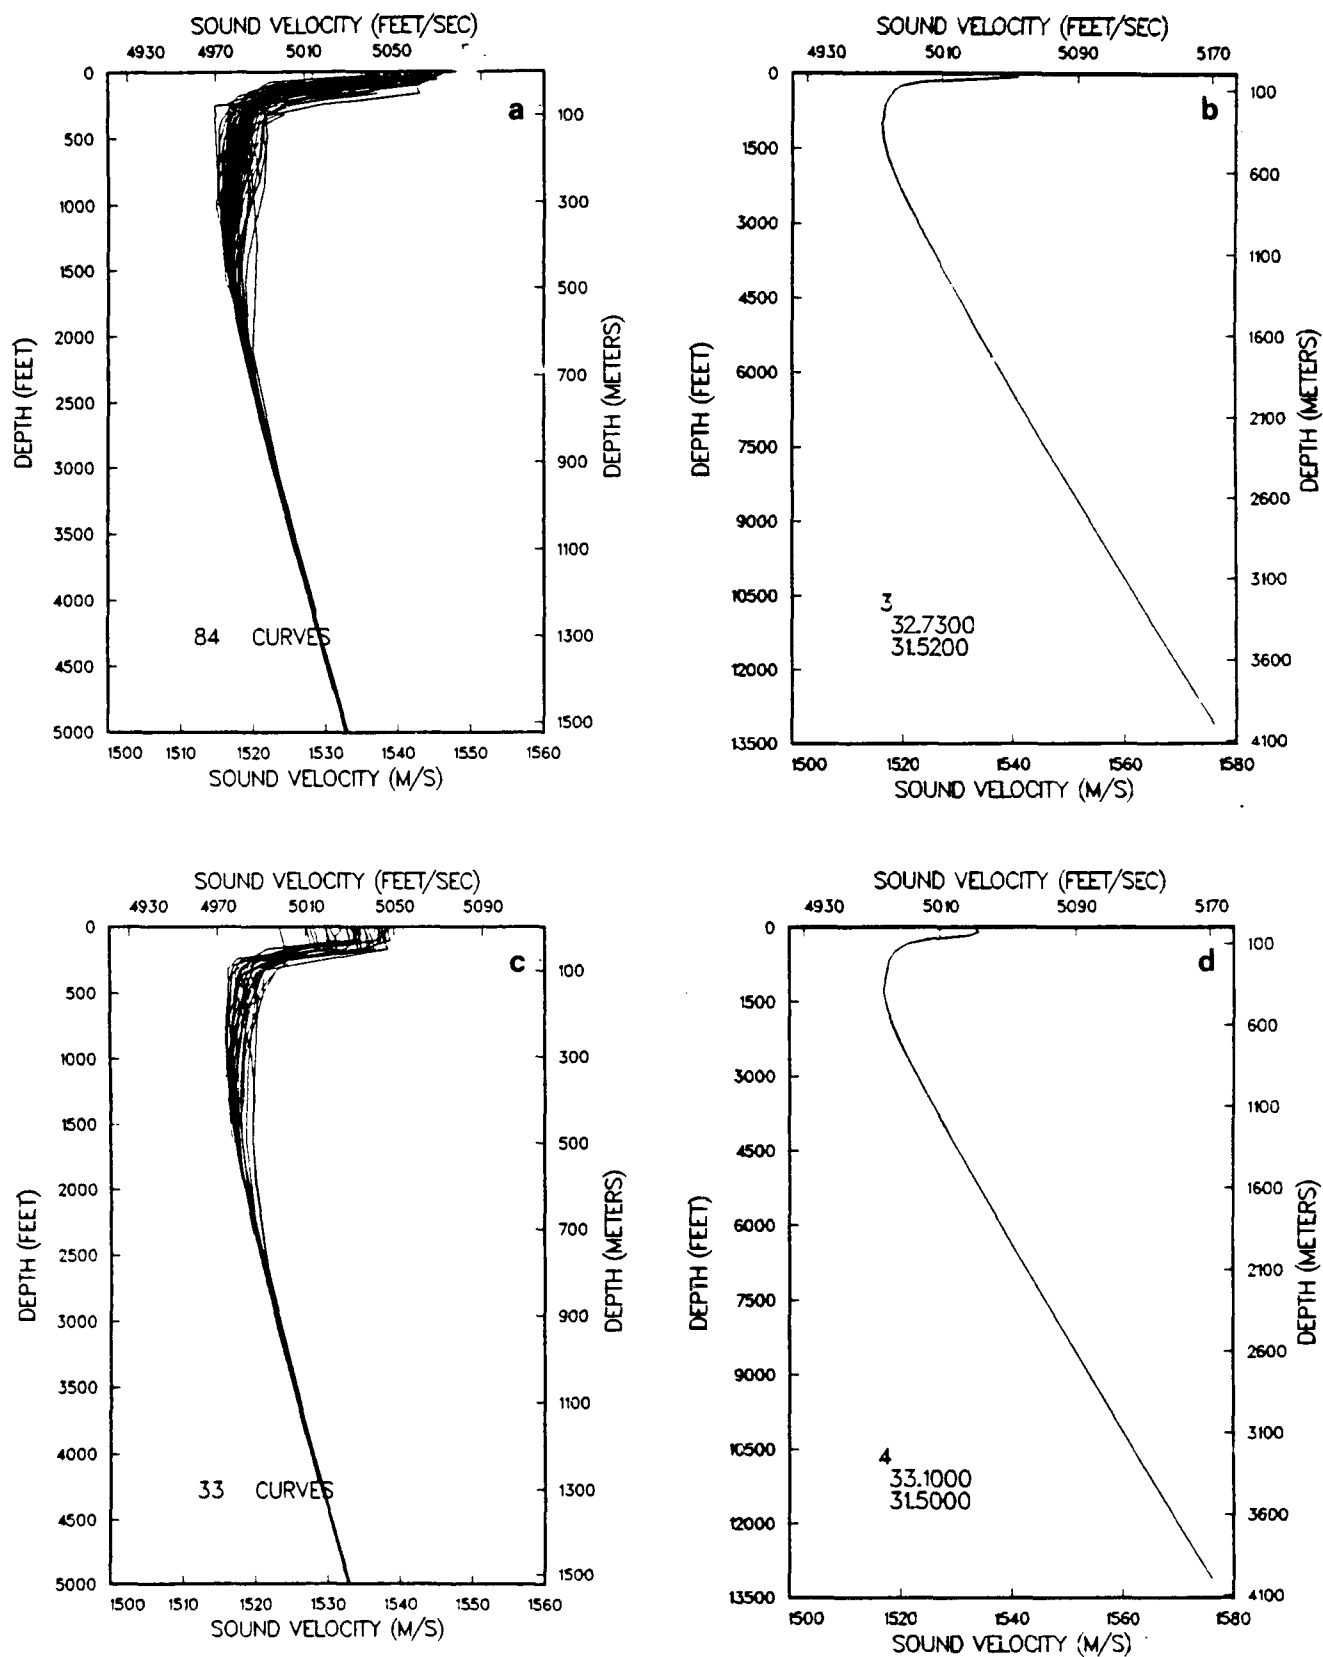 SOUND VELOCITY (FEET/SEC)
4930 4970 5010 5050
a
0
500
1000
1500
2000
2500
3000
3500
4000
4500
5000
DEPTH (FEET)
100
300
500
700
900
1100
1300
1500
DEPTH (METERS)
84 CURVES
1500 1510 1520 1530 1540 1550 1560
SOUND VELOCITY (M/S)
SOUND VELOCITY (FEET/SEC)
4930 5010 5090 5170
b
0
1500
3000
4500
6000
7500
9000
10500
12000
13500
DEPTH (FEET)
100
600
1100
1600
2100
2600
3100
3600
4100
DEPTH (METERS)
3
32.7300
31.5200
1500 1520 1540 1560 1580
SOUND VELOCITY (M/S)
SOUND VELOCITY (FEET/SEC)
4930 4970 5010 5050 5090
c
0
500
1000
1500
2000
2500
3000
3500
4000
4500
5000
DEPTH (FEET)
100
300
500
700
900
1100
1300
1500
DEPTH (METERS)
33 CURVES
1500 1510 1520 1530 1540 1550 1560
SOUND VELOCITY (M/S)
SOUND VELOCITY (FEET/SEC)
4930 5010 5090 5170
d
0
1500
3000
4500
6000
7500
9000
10500
12000
13500
DEPTH (FEET)
100
600
1100
1600
2100
2600
3100
3600
4100
DEPTH (METERS)
4
33.1000
31.5000
1500 1520 1540 1560 1580
SOUND VELOCITY (M/S)